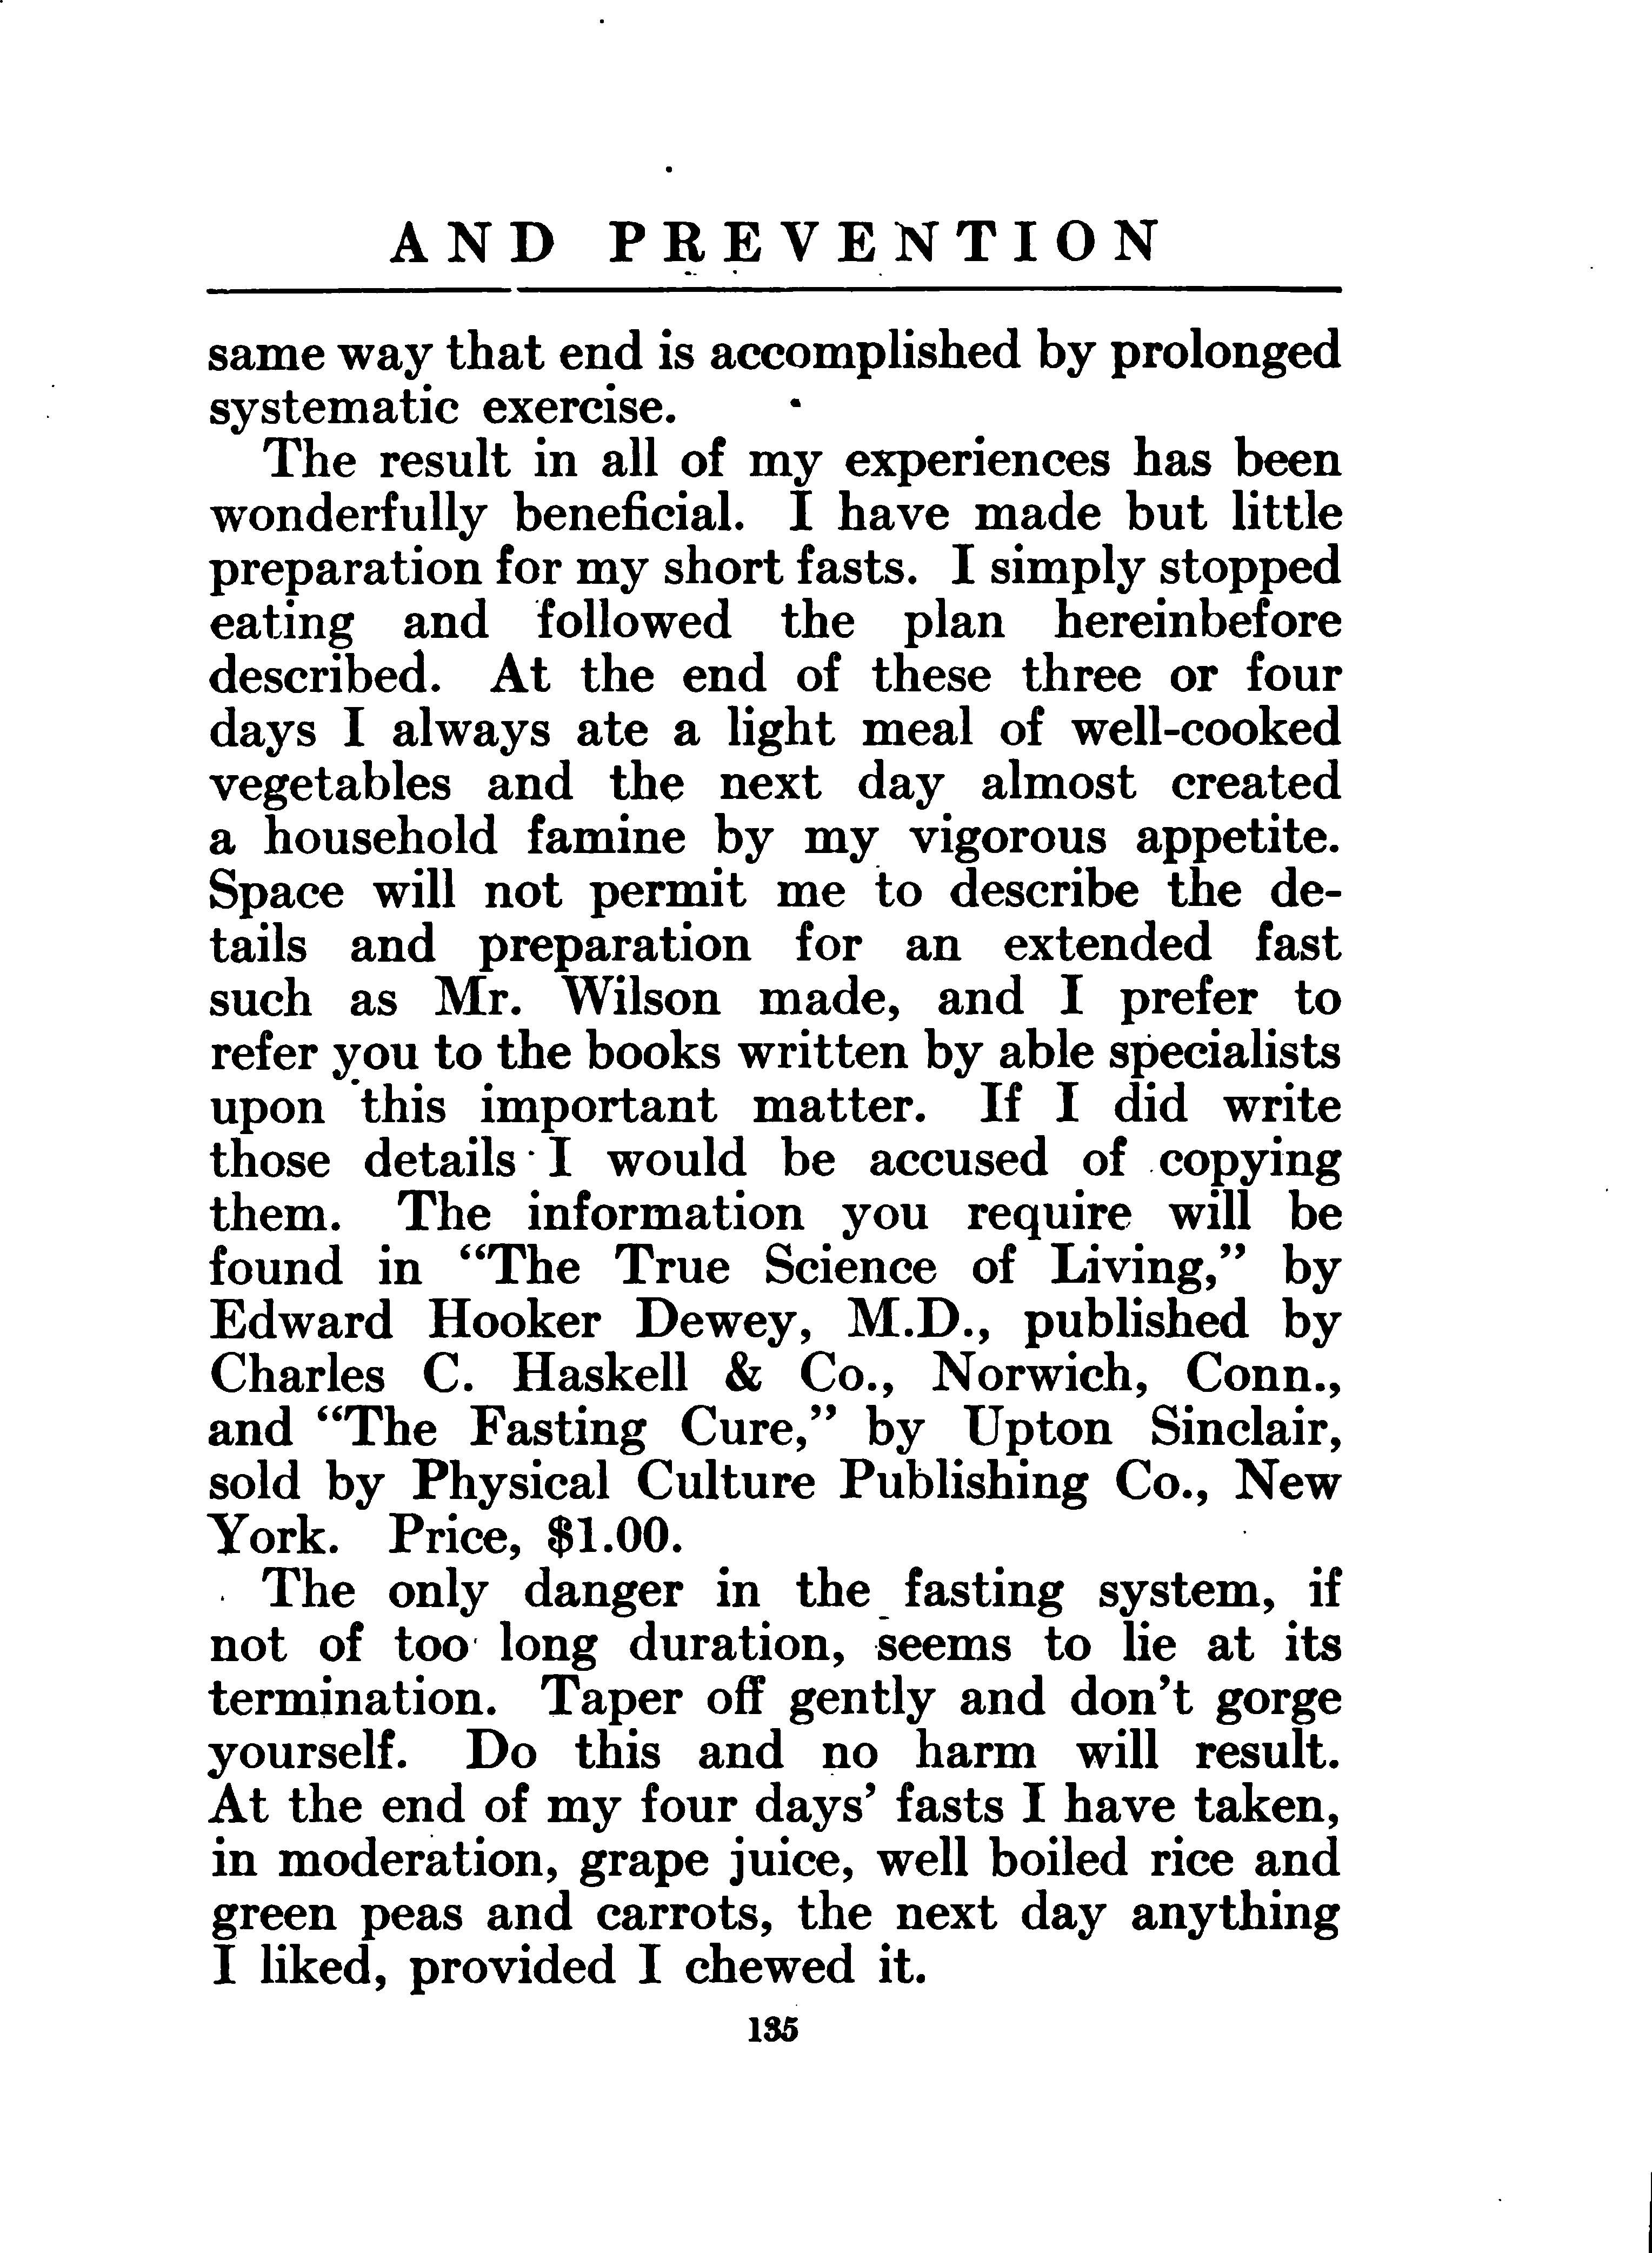 AND PREVENTION
same way that end is accomplished by prolonged
systematic exercise.
The result in all of my experiences has been
wonderfully beneficial. I have made but little
preparation for my short fasts. I simply stopped
eating and followed the plan hereinbefore
described. At the end of these three or four
days I always ate a light meal of well-cooked
vegetables and the next day almost created
a household famine by my vigorous appetite.
Space will not permit me to describe the de-
tails and preparation for an extended fast
such as Mr. Wilson made, and I prefer to
refer you to the books written by able specialists
upon this important matter. If I did write
those details I would be accused of copying
them. The information you require will be
found in “The True Science of Living,” by
Edward Hooker Dewey, M.D., published by
Charles C. Haskell & Co., Norwich, Conn.,
and “The Fasting Cure,” by Upton Sinclair,
sold by Physical Culture Publishing Co., New
York. Price, $1.00.
The only danger in the fasting system, if
not of too long duration, seems to lie at its
termination. Taper off gently and don’t gorge
yourself. Do this and no harm will result.
At the end of my four days’ fasts I have taken,
in moderation, grape juice, well boiled rice and
green peas and carrots, the next day anything
I liked, provided I chewed it.
135